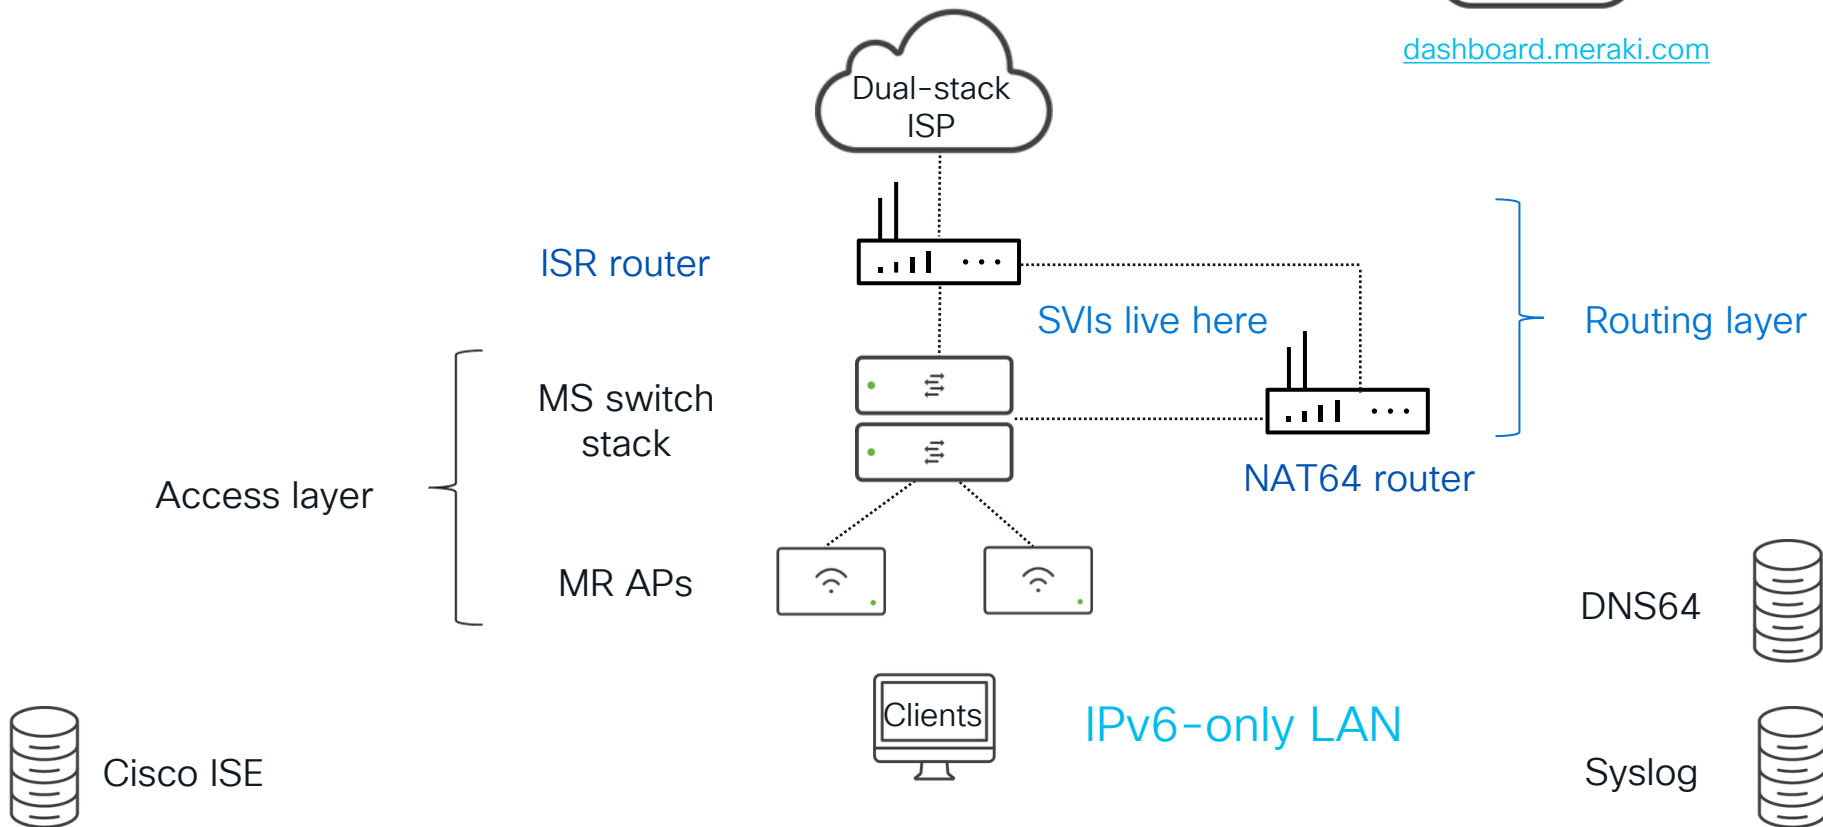 dashboard.meraki.com
Dual-stack
ISP
ISR router
SVIs live here
Routing layer
MS switch
stack
NAT64 router
Access layer
MR APs
DNS64
Clients
IPv6-only LAN
Cisco ISE
Syslog